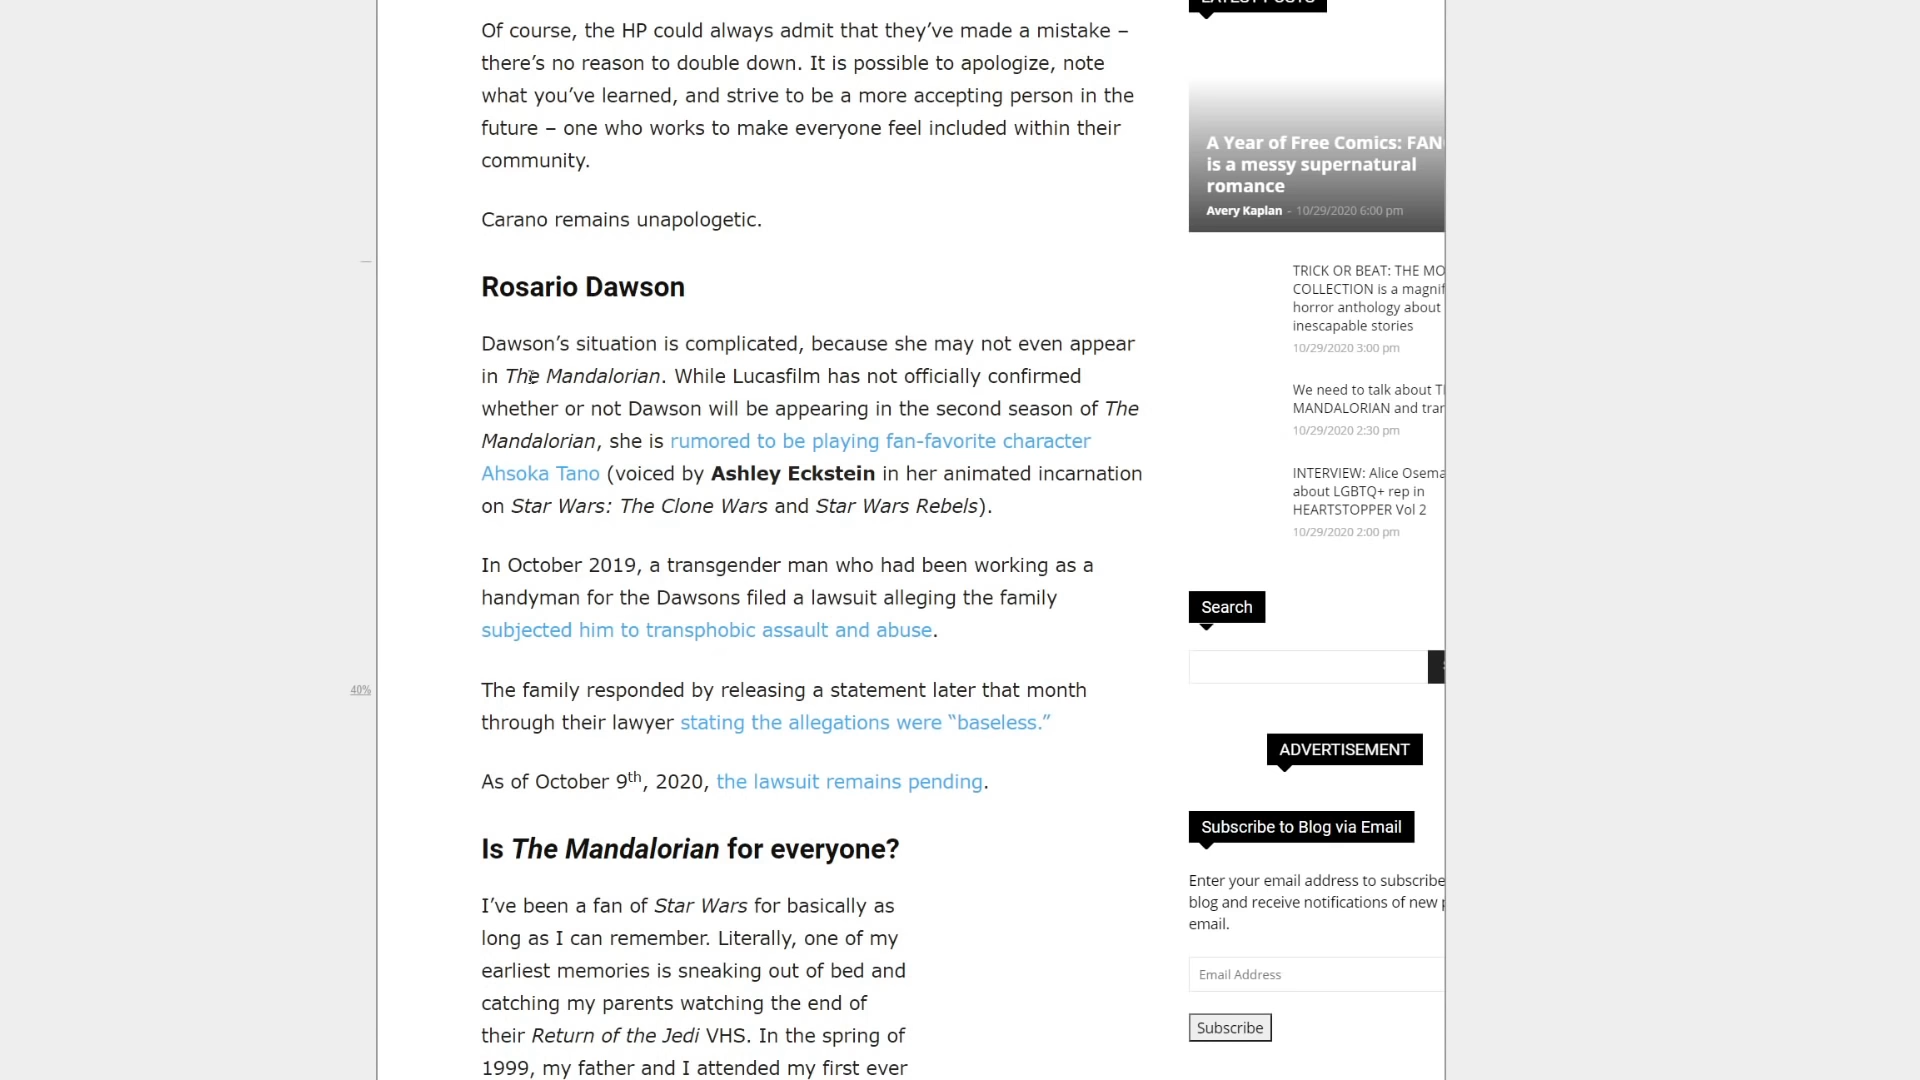 Of course, the HP could always admit that they’ve made a mistake –
there’s no reason to double down. It is possible to apologize, note
what you’ve learned, and strive to be a more accepting person in the
future – one who works to make everyone feel included within their
community.
Carano remains unapologetic.
Rosario Dawson
Dawson’s situation is complicated, because she may not even appear
in The Mandalorian. While Lucasfilm has not officially confirmed
whether or not Dawson will be appearing in the second season of The
Mandalorian, she is rumored to be playing fan-favorite character
Ahsoka Tano (voiced by Ashley Eckstein in her animated incarnation
on Star Wars: The Clone Wars and Star Wars Rebels).
In October 2019, a transgender man who had been working as a
handyman for the Dawsons filed a lawsuit alleging the family
subjected him to transphobic assault and abuse.
40%
The family responded by releasing a statement later that month
through their lawyer stating the allegations were “baseless.”
As of October 9th, 2020, the lawsuit remains pending.
Is The Mandalorian for everyone?
I’ve been a fan of Star Wars for basically as
long as I can remember. Literally, one of my
earliest memories is sneaking out of bed and
catching my parents watching the end of
their Return of the Jedi VHS. In the spring of
1999, my father and I attended my first ever
LATEST POSTS
A Year of Free Comics: FAN
is a messy supernatural
romance
Avery Kaplan - 10/29/2020 6:00 pm
TRICK OR BEAT: THE MO
COLLECTION is a magnif
horror anthology about
inescapable stories
10/29/2020 3:00 pm
We need to talk about T
MANDALORIAN and tra
10/29/2020 2:30 pm
INTERVIEW: Alice Osema
about LGBTQ+ rep in
HEARTSTOPPER Vol 2
10/29/2020 2:00 pm
Search
ADVERTISEMENT
Subscribe to Blog via Email
Enter your email address to subscribe
blog and receive notifications of new
email.
Email Address
Subscribe